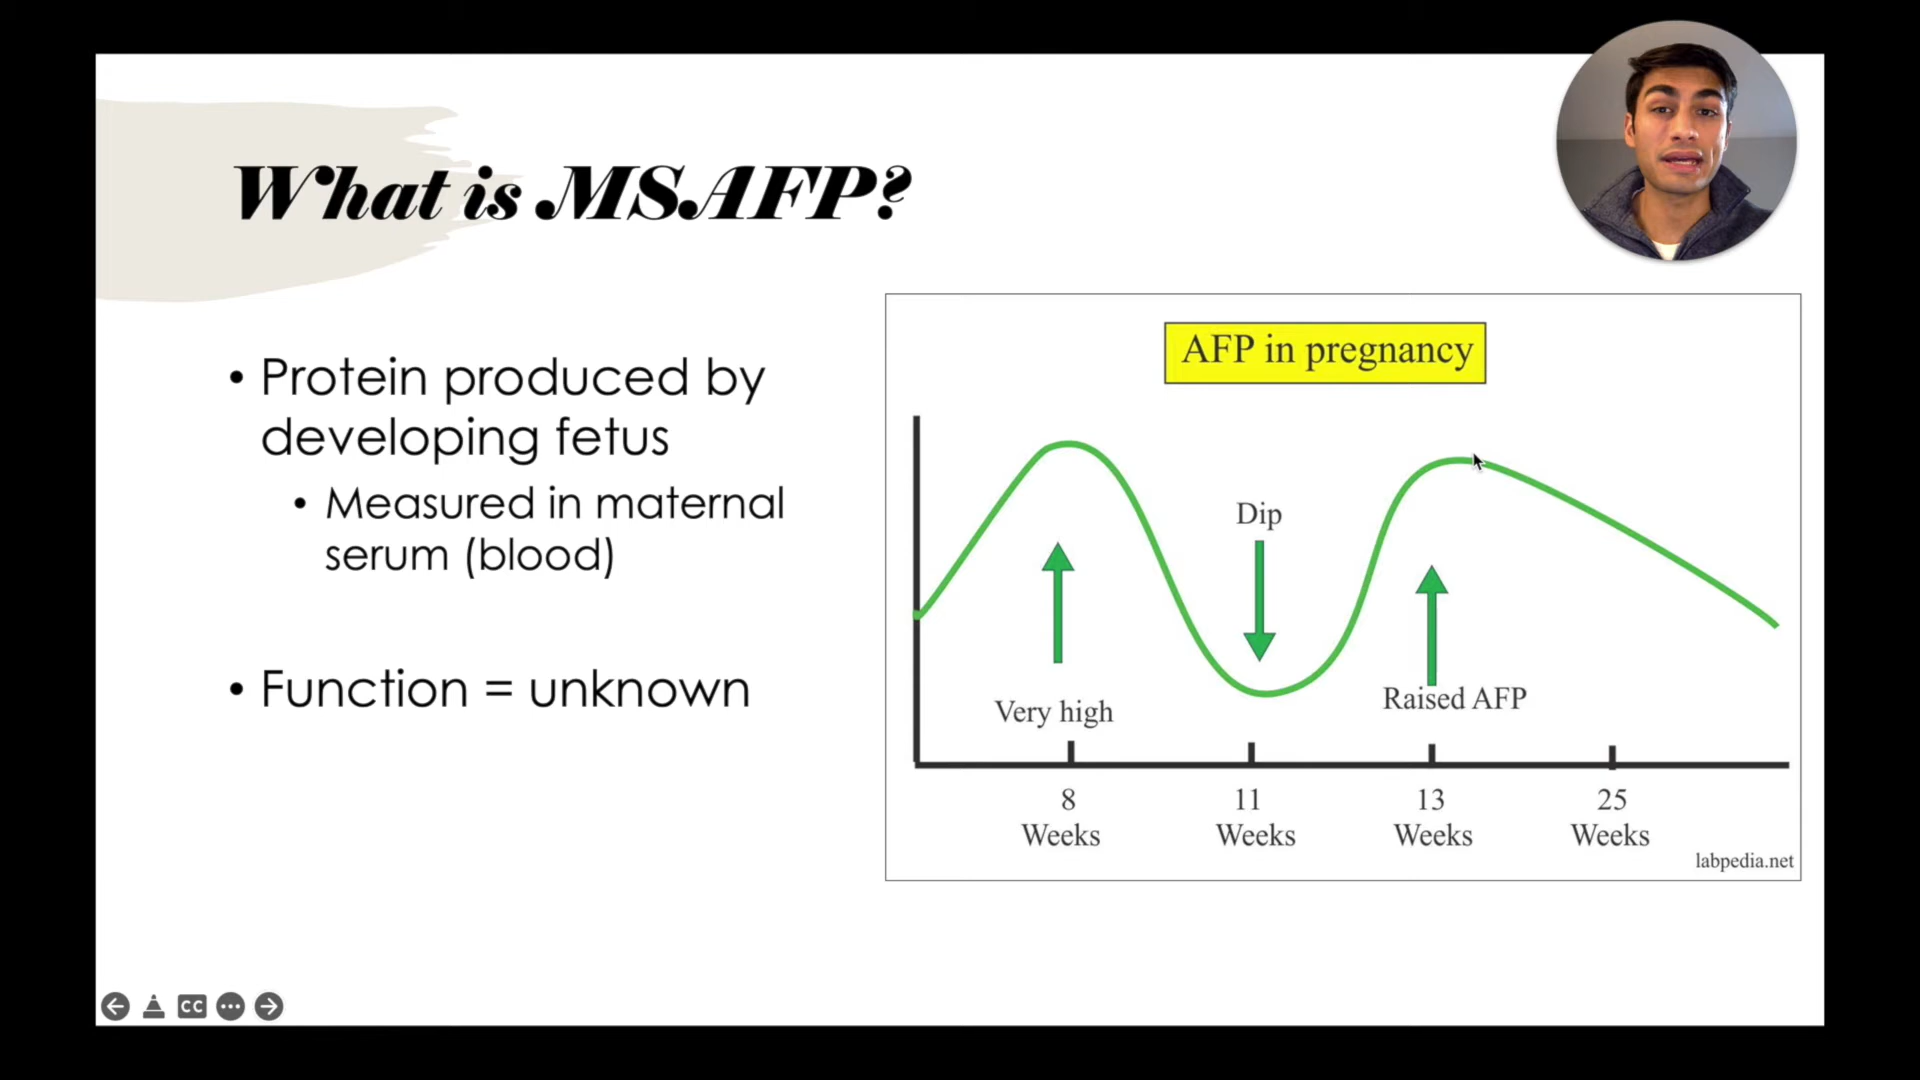 What is MSAFP?
• Protein produced by
developing fetus
• Measured in maternal
serum (blood)
• Function = unknown
AFP in pregnancy
Dip
Very high
Raised AFP
8
Weeks
11
Weeks
13
Weeks
25
Weeks
labpedia.net
CC